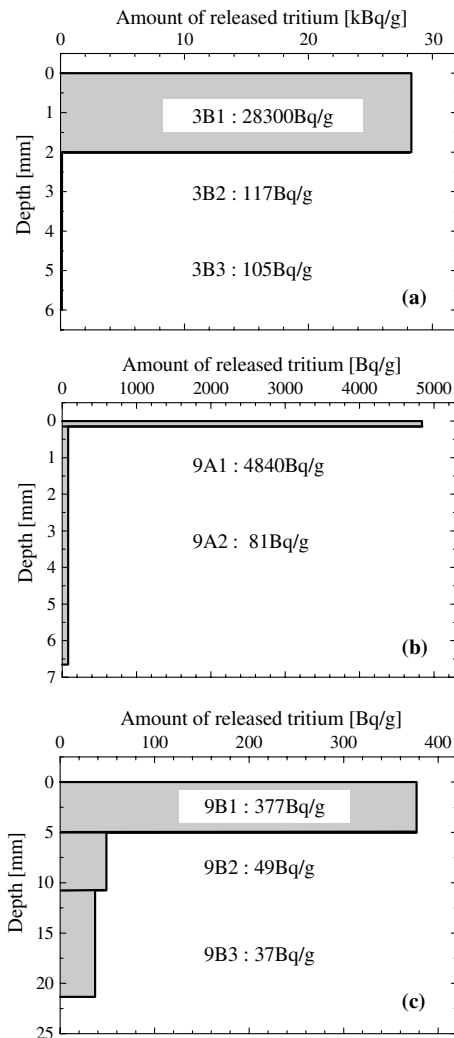 Amount of released tritium [kBq/g]
0 10 20 30
Depth [mm]
0
1
2
3
4
5
6
3B1 : 28300Bq/g
3B2 : 117Bq/g
3B3 : 105Bq/g
(a)
Amount of released tritium [Bq/g]
0 1000 2000 3000 4000 5000
Depth [mm]
0
1
2
3
4
5
6
7
9A1 : 4840Bq/g
9A2 : 81Bq/g
(b)
Amount of released tritium [Bq/g]
0 100 200 300 400
Depth [mm]
0
5
10
15
20
25
9B1 : 377Bq/g
9B2 : 49Bq/g
9B3 : 37Bq/g
(c)